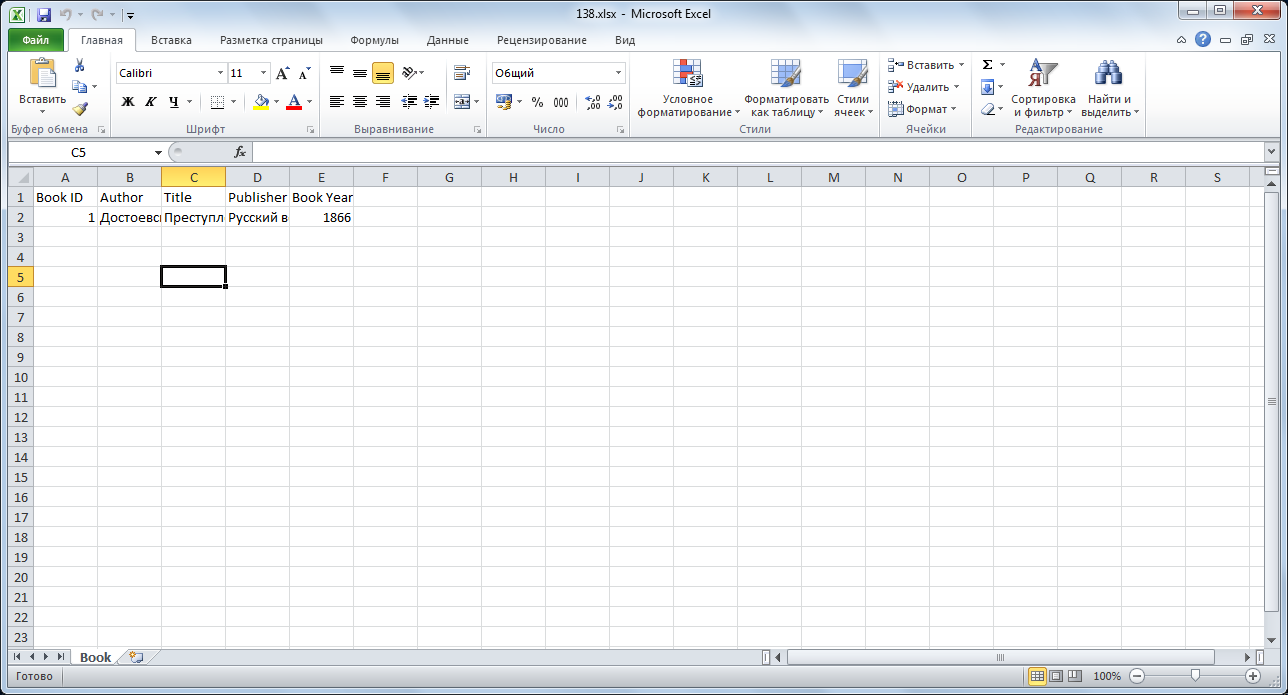 138.xlsx - Microsoft Excel
Файл Главная Вставка Разметка страницы Формулы Данные Рецензирование Вид
Вставить
Буфер обмена
Calibri 11
Ж К Ч
Шрифт
Выравнивание
Общий
% 000 ,00 ,00
Число
Условное форматирование
Форматировать как таблицу
Стили ячеек
Стили
Вставить
Удалить
Формат
Ячейки
Σ
Сортировка и фильтр
Найти и выделить
Редактирование
C5 fx
A B C D E F G H I J K L M N O P Q R S
1 Book ID Author Title Publisher Book Year
2 1 Достоевс Преступл Русский в 1866
3
4
5
6
7
8
9
10
11
12
13
14
15
16
17
18
19
20
21
22
23
Book
Готово 100%